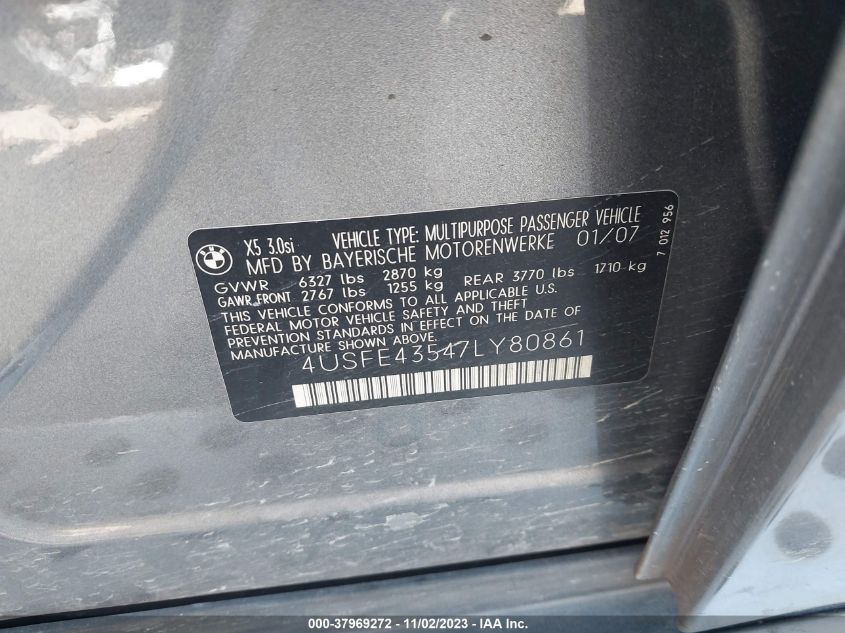 BMW
X5 3.0si VEHICLE TYPE: MULTIPURPOSE PASSENGER VEHICLE
MFD BY BAYERISCHE MOTORENWERKE 01/07
GVWR 6327 lbs 2870 kg
GAWR FRONT 2767 lbs 1255 kg REAR 3770 lbs 1710 kg
THIS VEHICLE CONFORMS TO ALL APPLICABLE U.S.
FEDERAL MOTOR VEHICLE SAFETY AND THEFT
PREVENTION STANDARDS IN EFFECT ON THE DATE OF
MANUFACTURE SHOWN ABOVE.
4USFE43547LY80861
7 012 956
000-37969272 - 11/02/2023 - IAA Inc.